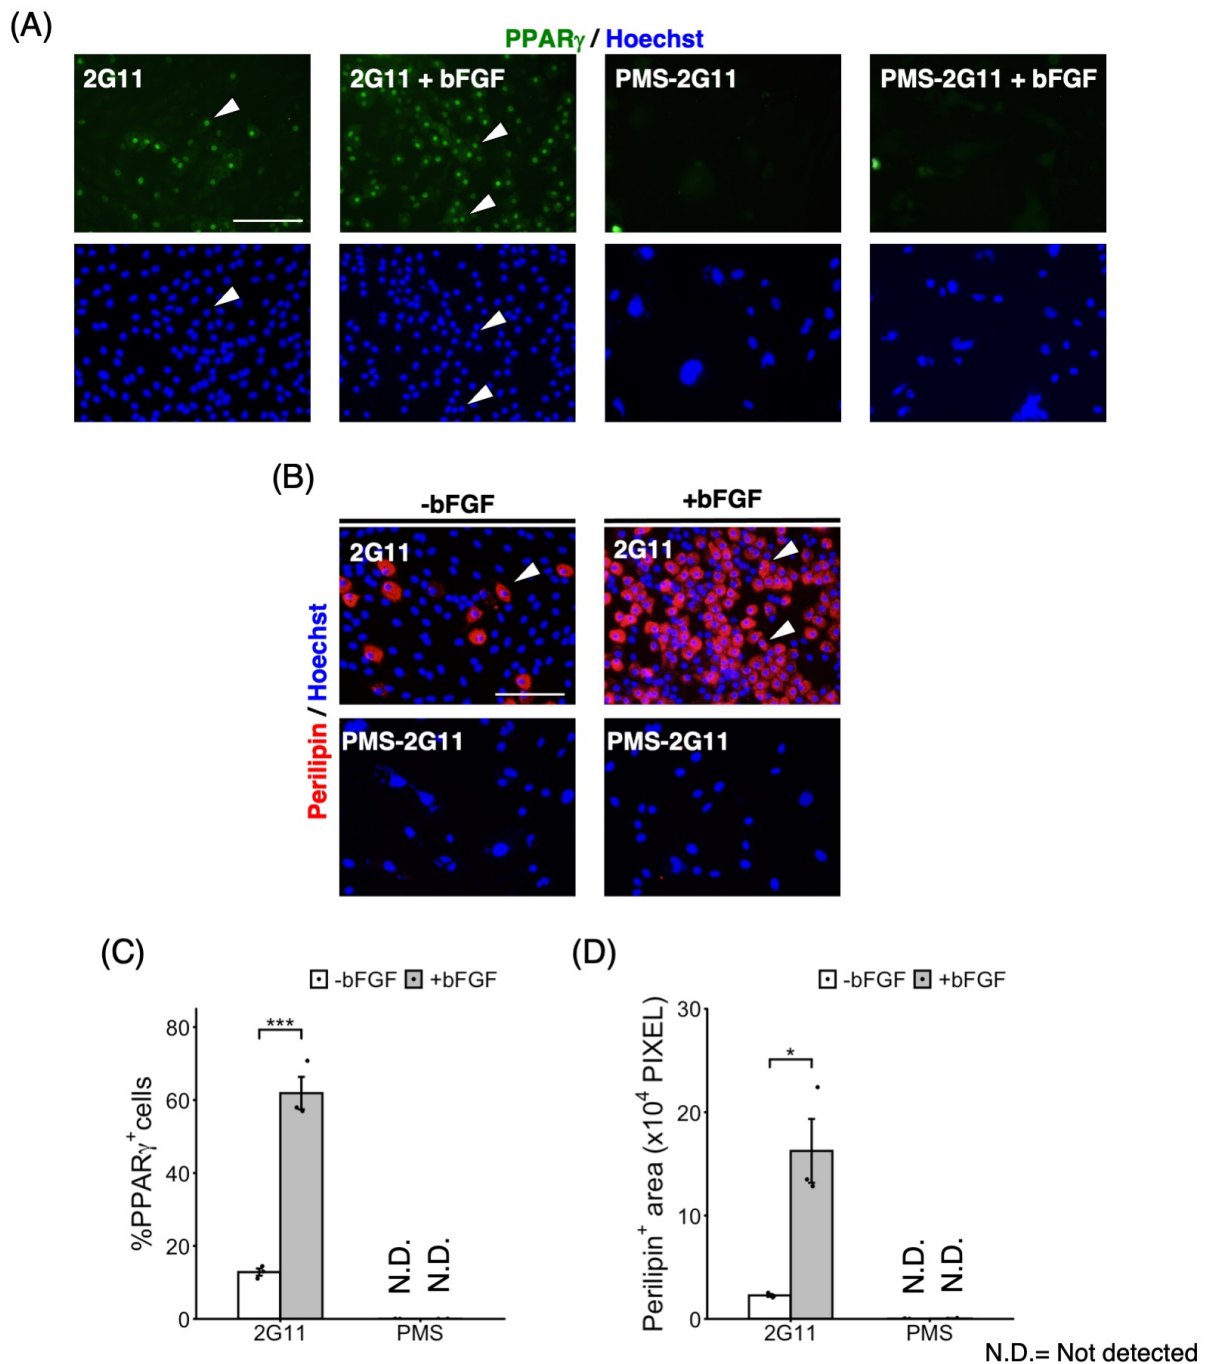 (A)
PPARγ / Hoechst
2G11
2G11 + bFGF
PMS-2G11
PMS-2G11 + bFGF
(B)
-bFGF
+bFGF
Perilipin / Hoechst
2G11
2G11
PMS-2G11
PMS-2G11
(C)
-bFGF +bFGF
%PPARγ⁺cells
80
60
40
20
0
***
N.D.
N.D.
2G11
PMS
(D)
-bFGF +bFGF
Perilipin⁺ area (x10⁴ PIXEL)
30
20
10
0
*
N.D.
N.D.
2G11
PMS
N.D.= Not detected